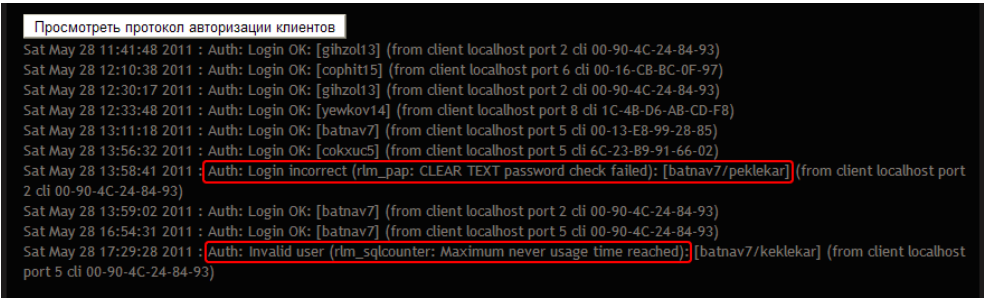 Просмотреть протокол авторизации клиентов
Sat May 28 11:41:48 2011 : Auth: Login OK: [gihzol13] (from client localhost port 2 cli 00-90-4C-24-84-93)
Sat May 28 12:10:38 2011 : Auth: Login OK: [cophit15] (from client localhost port 6 cli 00-16-CB-BC-0F-97)
Sat May 28 12:30:17 2011 : Auth: Login OK: [gihzol13] (from client localhost port 2 cli 00-90-4C-24-84-93)
Sat May 28 12:33:48 2011 : Auth: Login OK: [yewkov14] (from client localhost port 8 cli 1C-4B-D6-AB-CD-F8)
Sat May 28 13:11:18 2011 : Auth: Login OK: [batnav7] (from client localhost port 5 cli 00-13-E8-99-28-85)
Sat May 28 13:56:32 2011 : Auth: Login OK: [cokxuc5] (from client localhost port 5 cli 6C-23-B9-91-66-02)
Sat May 28 13:58:41 2011 : Auth: Login incorrect (rlm_pap: CLEAR TEXT password check failed): [batnav7/peklekar] (from client localhost port
2 cli 00-90-4C-24-84-93)
Sat May 28 13:59:02 2011 : Auth: Login OK: [batnav7] (from client localhost port 2 cli 00-90-4C-24-84-93)
Sat May 28 16:54:31 2011 : Auth: Login OK: [batnav7] (from client localhost port 5 cli 00-90-4C-24-84-93)
Sat May 28 17:29:28 2011 : Auth: Invalid user (rlm_sqlcounter: Maximum never usage time reached): [batnav7/keklekar] (from client localhost
port 5 cli 00-90-4C-24-84-93)